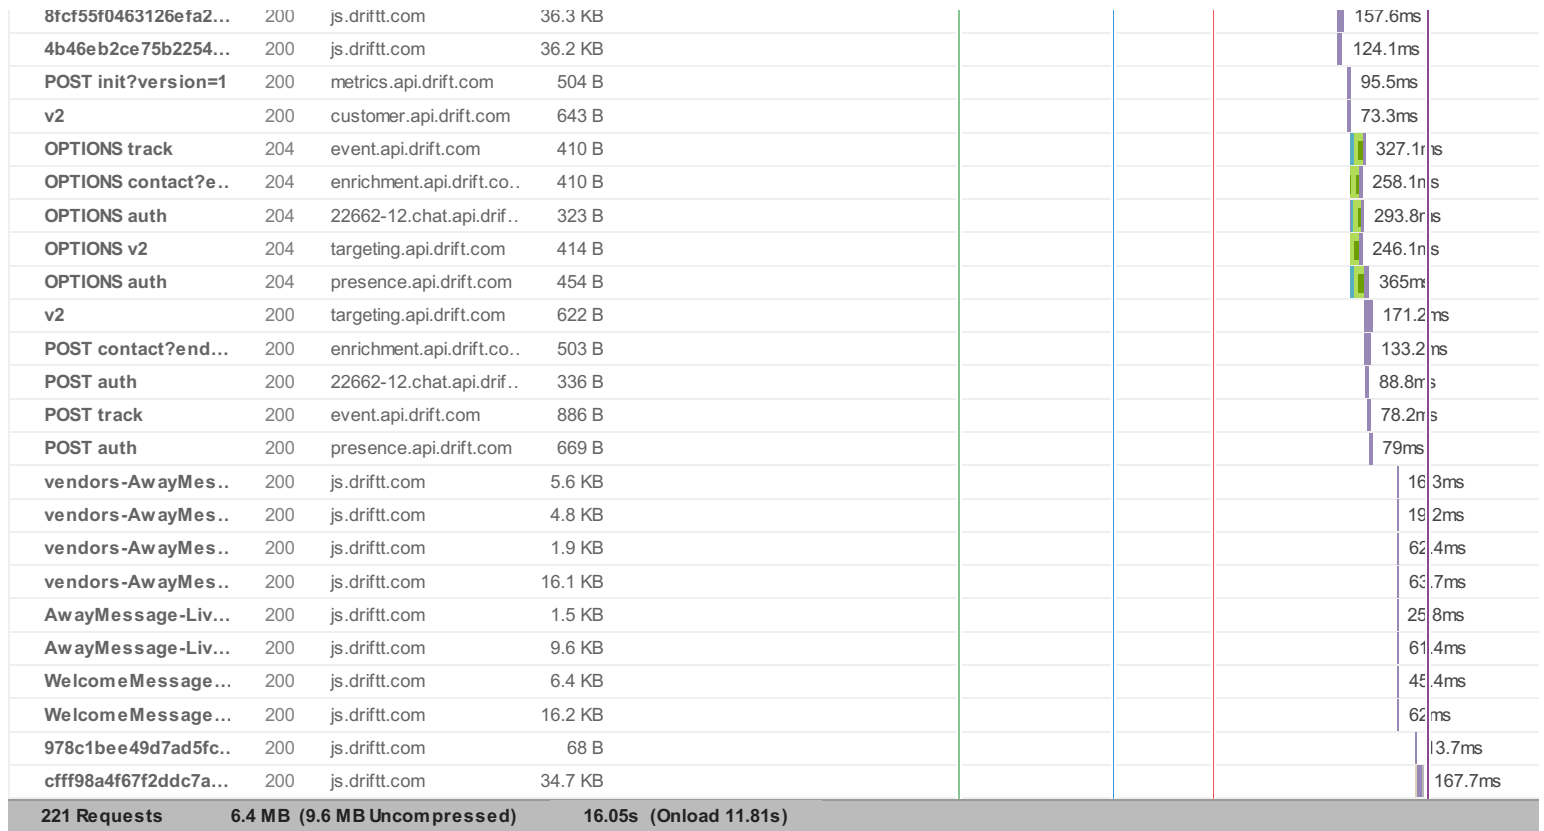 8fcf55f0463126efa2... 200 js.driftt.com 36.3 KB 157.6ms
4b46eb2ce75b2254... 200 js.driftt.com 36.2 KB 124.1ms
POST init?version=1 200 metrics.api.drift.com 504 B 95.5ms
v2 200 customer.api.drift.com 643 B 73.3ms
OPTIONS track 204 event.api.drift.com 410 B 327.1ms
OPTIONS contact?e.. 204 enrichment.api.drift.co.. 410 B 258.1ms
OPTIONS auth 204 22662-12.chat.api.drif.. 323 B 293.8ms
OPTIONS v2 204 targeting.api.drift.com 414 B 246.1ms
OPTIONS auth 204 presence.api.drift.com 454 B 365ms
v2 200 targeting.api.drift.com 622 B 171.2ms
POST contact?end... 200 enrichment.api.drift.co.. 503 B 133.2ms
POST auth 200 22662-12.chat.api.drif.. 336 B 88.8ms
POST track 200 event.api.drift.com 886 B 78.2ms
POST auth 200 presence.api.drift.com 669 B 79ms
vendors-AwayMes.. 200 js.driftt.com 5.6 KB 16.3ms
vendors-AwayMes.. 200 js.driftt.com 4.8 KB 19.2ms
vendors-AwayMes.. 200 js.driftt.com 1.9 KB 62.4ms
vendors-AwayMes.. 200 js.driftt.com 16.1 KB 63.7ms
AwayMessage-Liv... 200 js.driftt.com 1.5 KB 25.8ms
AwayMessage-Liv... 200 js.driftt.com 9.6 KB 61.4ms
WelcomeMessage... 200 js.driftt.com 6.4 KB 45.4ms
WelcomeMessage... 200 js.driftt.com 16.2 KB 62ms
978c1bee49d7ad5fc.. 200 js.driftt.com 68 B 13.7ms
cfff98a4f67f2ddc7a... 200 js.driftt.com 34.7 KB 167.7ms
221 Requests 6.4 MB (9.6 MB Uncompressed) 16.05s (Onload 11.81s)